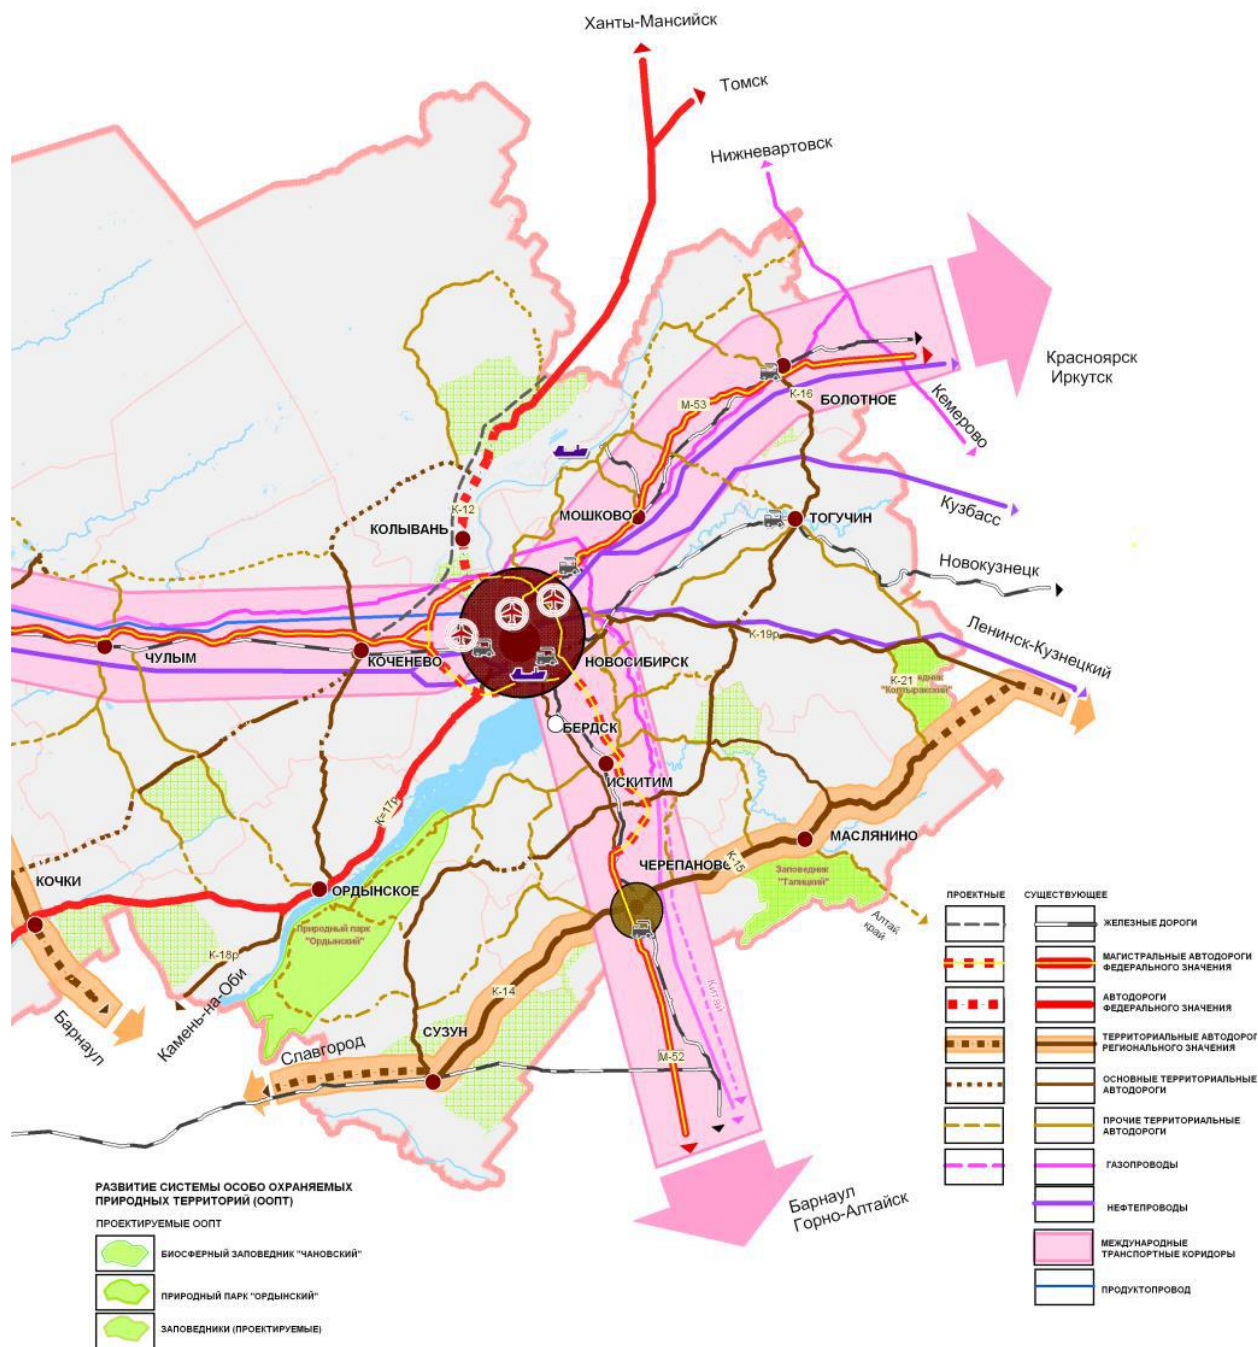 Ханты-Мансийск
Томск
Нижневартовск
Красноярск
Иркутск
Кемерово
М-53
К-16
БОЛОТНОЕ
Кузбасс
К-12
КОЛЫВАНЬ
МОШКОВО
ТОГУЧИН
Новокузнецк
Ленинск-Кузнецкий
К-19р
ЧУЛЫМ
КОЧЕНЕВО
НОВОСИБИРСК
К-21
БЕРДСК
ИСКИТИМ
К=17р
МАСЛЯНИНО
ЧЕРЕПАНОВО
К-15
Заповедник
КОЧКИ
ОРДЫНСКОЕ
Природный парк
"Ордынский"
Алтай
край
К-18р
Камень-на-Оби
К-14
Китай
Барнаул
СУЗУН
Славгород
М-52
Барнаул
Горно-Алтайск
ПРОЕКТНЫЕ
СУЩЕСТВУЮЩЕЕ
ЖЕЛЕЗНЫЕ ДОРОГИ
МАГИСТРАЛЬНЫЕ АВТОДОРОГИ
ФЕДЕРАЛЬНОГО ЗНАЧЕНИЯ
АВТОДОРОГИ
ФЕДЕРАЛЬНОГО ЗНАЧЕНИЯ
ТЕРРИТОРИАЛЬНЫЕ АВТОДОРОГ
РЕГИОНАЛЬНОГО ЗНАЧЕНИЯ
ОСНОВНЫЕ ТЕРРИТОРИАЛЬНЫЕ
АВТОДОРОГИ
ПРОЧИЕ ТЕРРИТОРИАЛЬНЫЕ
АВТОДОРОГИ
ГАЗОПРОВОДЫ
НЕФТЕПРОВОДЫ
МЕЖДУНАРОДНЫЕ
ТРАНСПОРТНЫЕ КОРИДОРЫ
ПРОДУКТОПРОВОД
РАЗВИТИЕ СИСТЕМЫ ОСОБО ОХРАНЯЕМЫХ
ПРИРОДНЫХ ТЕРРИТОРИЙ (ООПТ)
ПРОЕКТИРУЕМЫЕ ООПТ
БИОСФЕРНЫЙ ЗАПОВЕДНИК "ЧАНОВСКИЙ"
ПРИРОДНЫЙ ПАРК "ОРДЫНСКИЙ"
ЗАПОВЕДНИКИ (ПРОЕКТИРУЕМЫЕ)